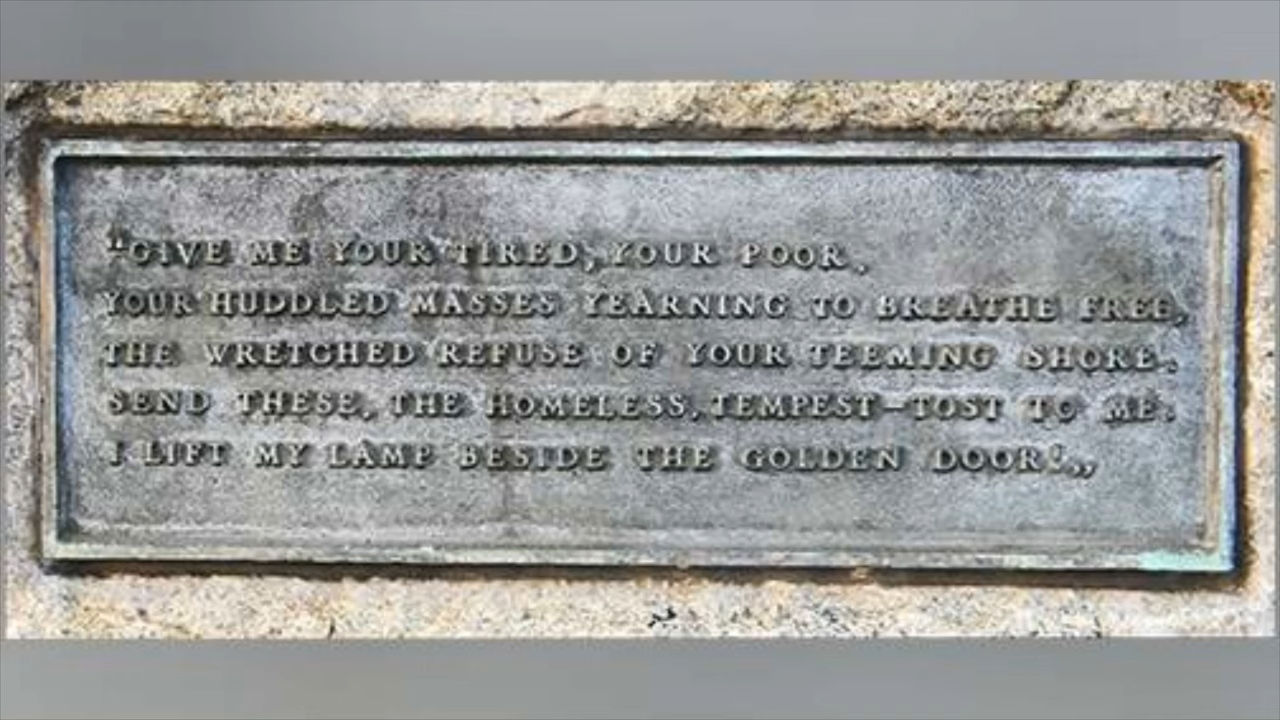 "GIVE ME YOUR TIRED, YOUR POOR,
YOUR HUDDLED MASSES YEARNING TO BREATHE FREE,
THE WRETCHED REFUSE OF YOUR TEEMING SHORE.
SEND THESE, THE HOMELESS, TEMPEST-TOST TO ME:
I LIFT MY LAMP BESIDE THE GOLDEN DOOR!„